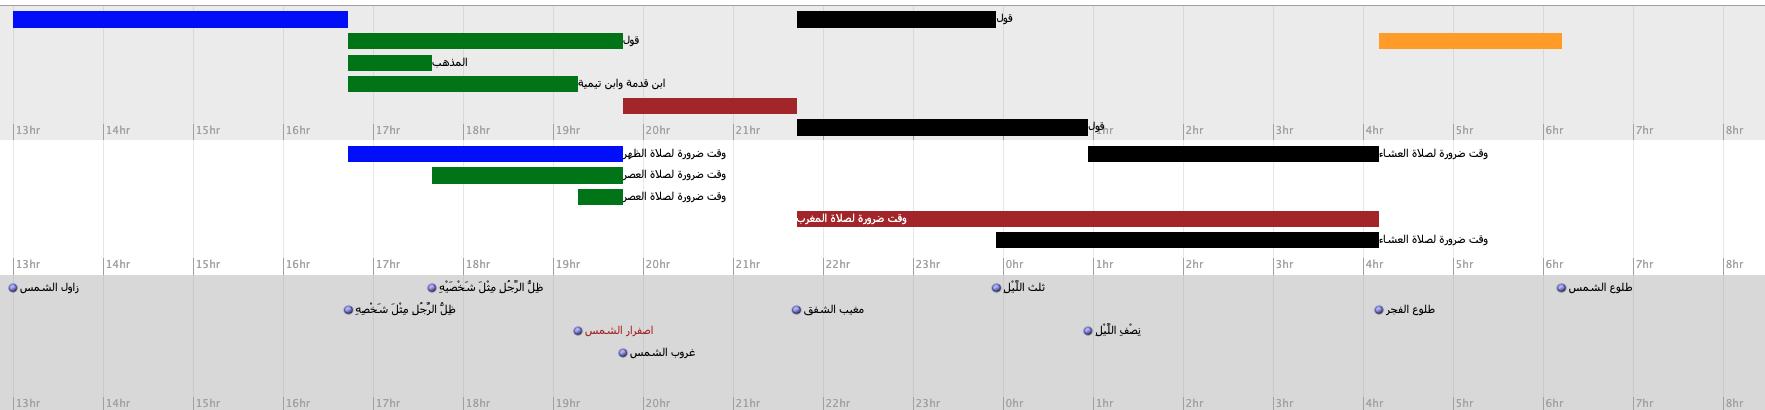 قول
قول
المذهب
ابن قدمة وابن تيمية
13hr 14hr 15hr 16hr 17hr 18hr 19hr 20hr 21hr 1hr 2hr 3hr 4hr 5hr 6hr 7hr 8hr
قول
وقت ضرورة لصلاة الظهر
وقت ضرورة لصلاة العشاء
وقت ضرورة لصلاة العصر
وقت ضرورة لصلاة العصر
وقت ضرورة لصلاة المغرب
وقت ضرورة لصلاة العشاء
13hr 14hr 15hr 16hr 17hr 18hr 19hr 20hr 21hr 22hr 23hr 0hr 1hr 2hr 3hr 4hr 5hr 6hr 7hr 8hr
زاول الشمس
ظِلُّ الرَّجُلِ مِثْلَ شَخْصَيْهِ
ثلث اللَّيْل
طلوع الشمس
ظِلُّ الرَّجُلِ مِثْلَ شَخْصِهِ
مغيب الشفق
طلوع الفجر
اصفرار الشمس
نِصْفِ اللَّيْل
غروب الشمس
13hr 14hr 15hr 16hr 17hr 18hr 19hr 20hr 21hr 22hr 23hr 0hr 1hr 2hr 3hr 4hr 5hr 6hr 7hr 8hr